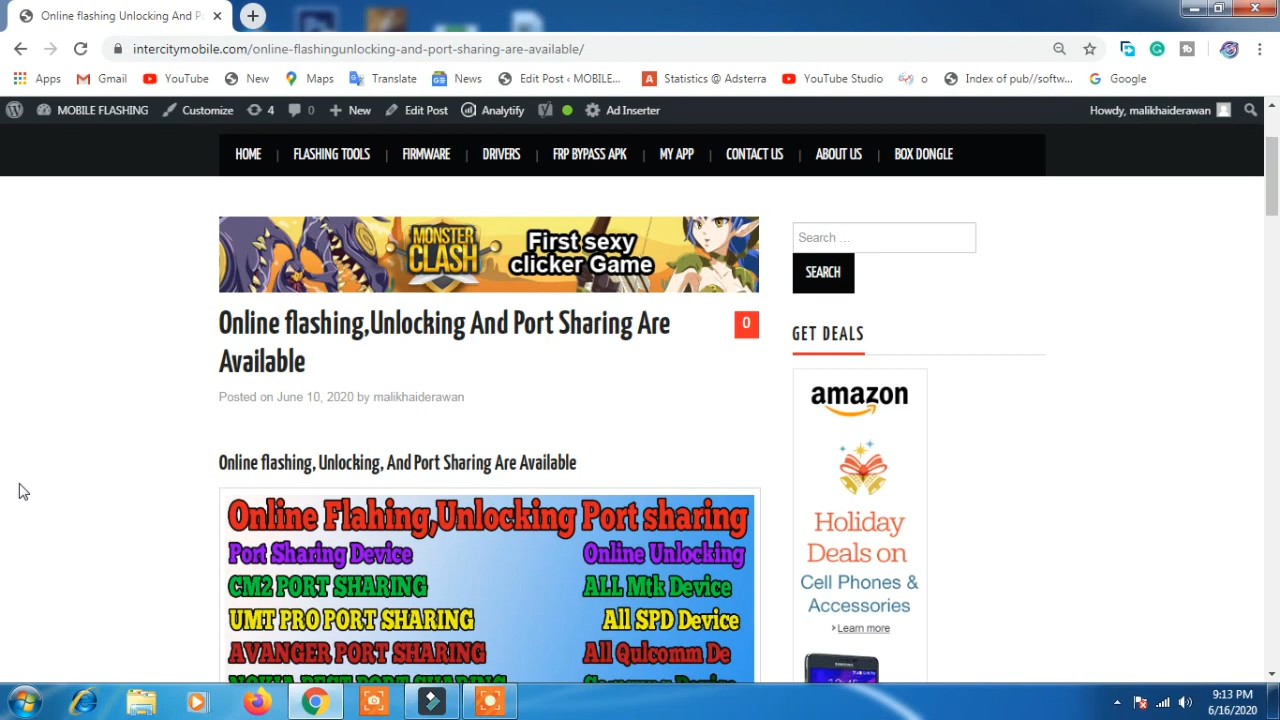 Online flashing Unlocking And Po
intercitymobile.com/online-flashingunlocking-and-port-sharing-are-available/
Apps
Gmail
YouTube
New
Maps
Translate
News
Edit Post ‹ MOBILE...
Statistics @ Adsterra
YouTube Studio
o
Index of pub//softw...
Google
MOBILE FLASHING
Customize
4
0
New
Edit Post
Analytify
Ad Inserter
Howdy, malikhaiderawan
HOME
FLASHING TOOLS
FIRMWARE
DRIVERS
FRP BYPASS APK
MY APP
CONTACT US
ABOUT US
BOX DONGLE
MONSTER
CLASH
First sexy
clicker Game
Search ...
SEARCH
Online flashing,Unlocking And Port Sharing Are
Available
0
Posted on June 10, 2020 by malikhaiderawan
GET DEALS
amazon
Holiday
Deals on
Cell Phones &
Accessories
›Learn more
Online flashing, Unlocking, And Port Sharing Are Available
Online Flahing,Unlocking Port sharing
Port Sharing Device
Online Unlocking
CM2 PORT SHARING
ALL Mtk Device
UMT PRO PORT SHARING
All SPD Device
AVANGER PORT SHARING
All Qulcomm De
9:13 PM
6/16/2020